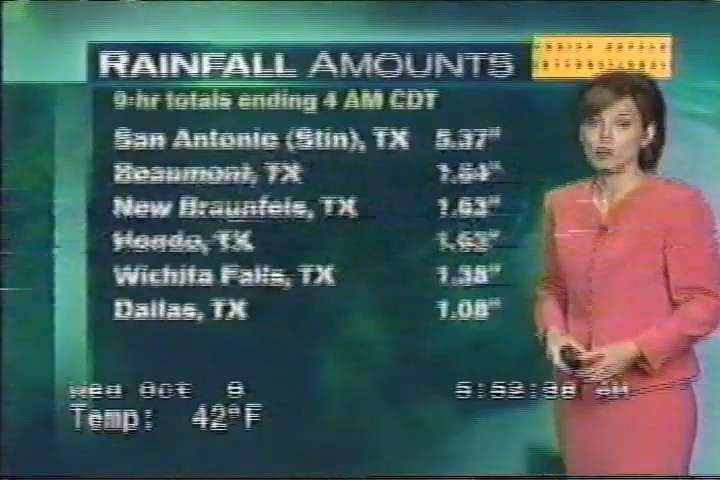 RAINFALL AMOUNTS
9-hr totals ending 4 AM CDT
San Antonio (Stin), TX 5.37"
Beaumont, TX 1.84"
New Braunfels, TX 1.63"
Hondo, TX 1.62"
Wichita Falls, TX 1.38"
Dallas, TX 1.08"
Wed Oct 9 5:52:38 AM
Temp: 42°F